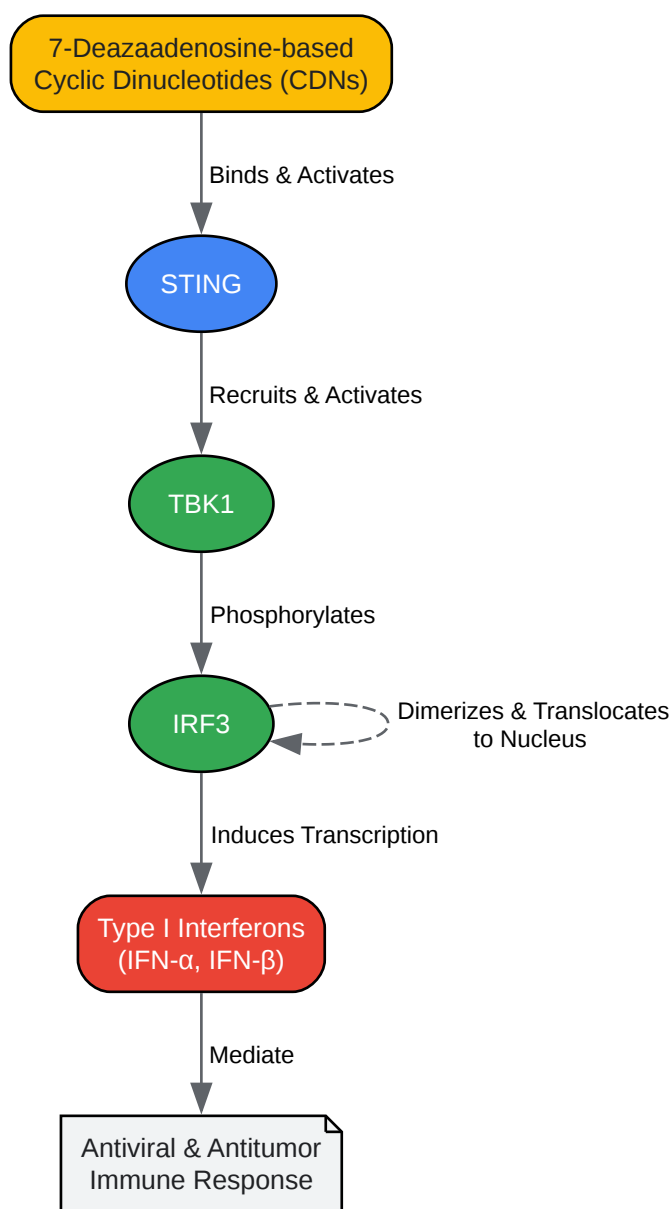 7-Deazaadenosine-based
Cyclic Dinucleotides (CDNs)
Binds & Activates
STING
Recruits & Activates
TBK1
Phosphorylates
IRF3
Dimerizes & Translocates
to Nucleus
Induces Transcription
Type I Interferons
(IFN-α, IFN-β)
Mediate
Antiviral & Antitumor
Immune Response